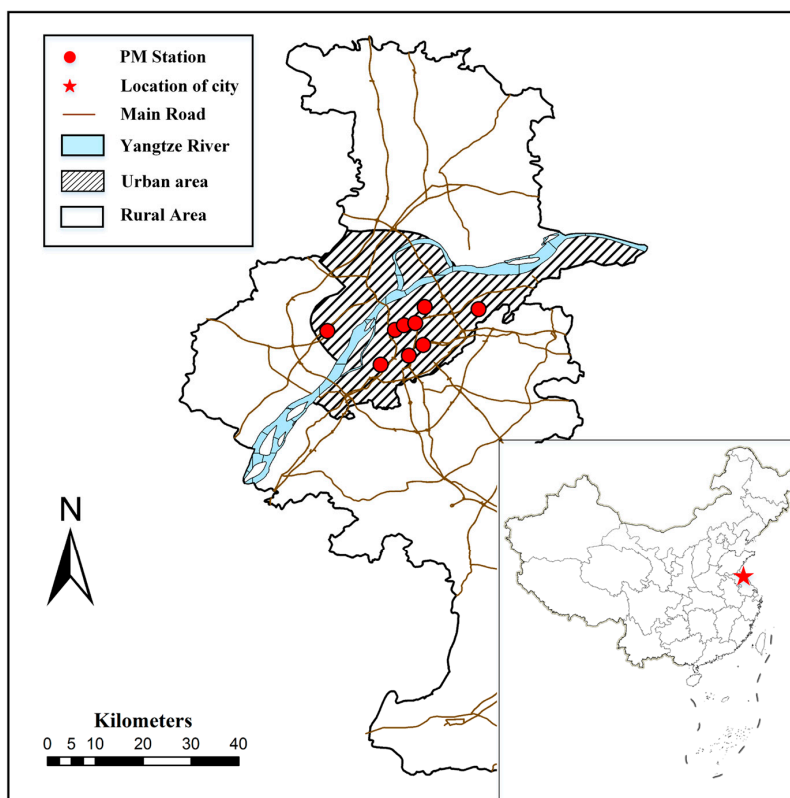 PM Station
Location of city
Main Road
Yangtze River
Urban area
Rural Area
N
Kilometers
0 5 10 20 30 40